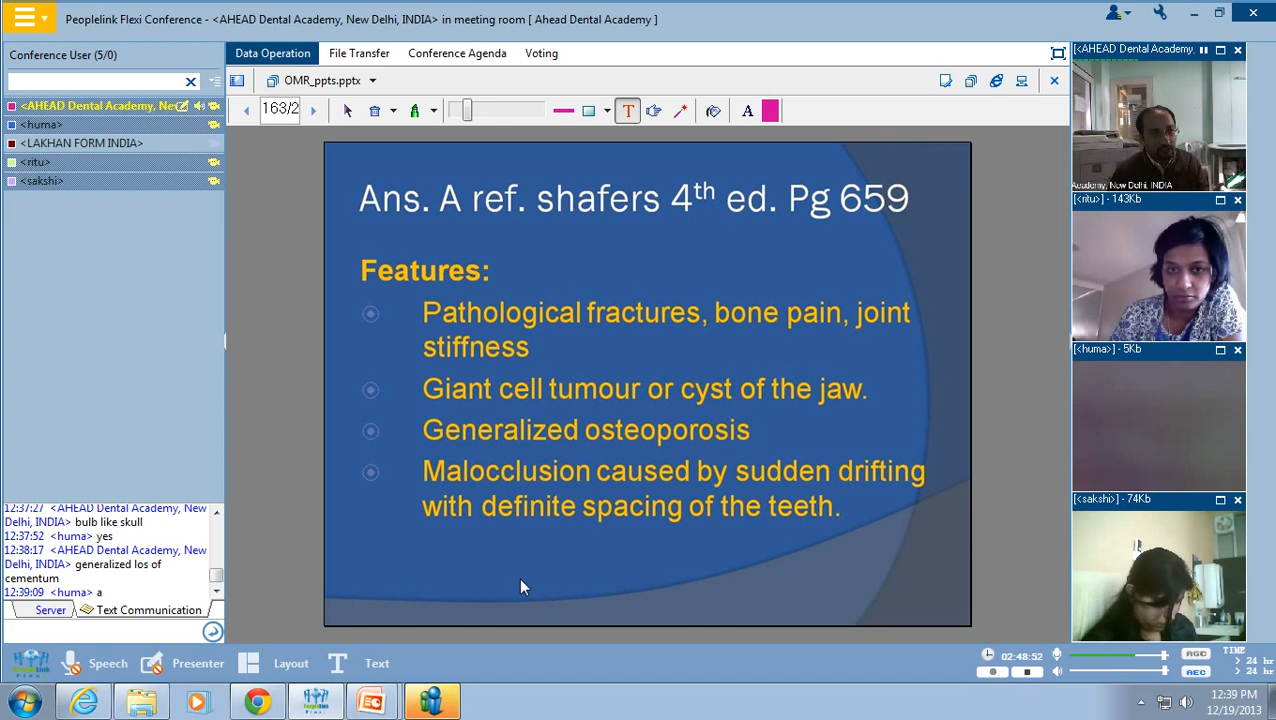 Peoplelink Flexi Conference - <AHEAD Dental Academy, New Delhi, INDIA> in meeting room [ Ahead Dental Academy ]
Conference User (5/0)
Data Operation
File Transfer
Conference Agenda
Voting
OMR_ppts.pptx
163/2
T
A
<AHEAD Dental Academy, Nev
<huma>
<LAKHAN FORM INDIA>
<ritu>
<sakshi>
Ans. A ref. shafers 4th ed. Pg 659
Features:
Pathological fractures, bone pain, joint
stiffness
Giant cell tumour or cyst of the jaw.
Generalized osteoporosis
Malocclusion caused by sudden drifting
with definite spacing of the teeth.
[<AHEAD Dental Academy,
Academy, New Delhi, INDIA
[<ritu>] - 143Kb
[<huma>] - 5Kb
[<sakshi>] - 74Kb
12:37:27 <AHEAD Dental Academy, New
Delhi, INDIA> bulb like skull
12:37:52 <huma> yes
12:38:17 <AHEAD Dental Academy, New
Delhi, INDIA> generalized los of
cementum
12:39:09 <huma> a
Server
Text Communication
Speech
Presenter
Layout
T Text
02:48:52
AGC
AEC
TIME
> 24 hr
> 24 hr
12:39 PM
12/19/2013